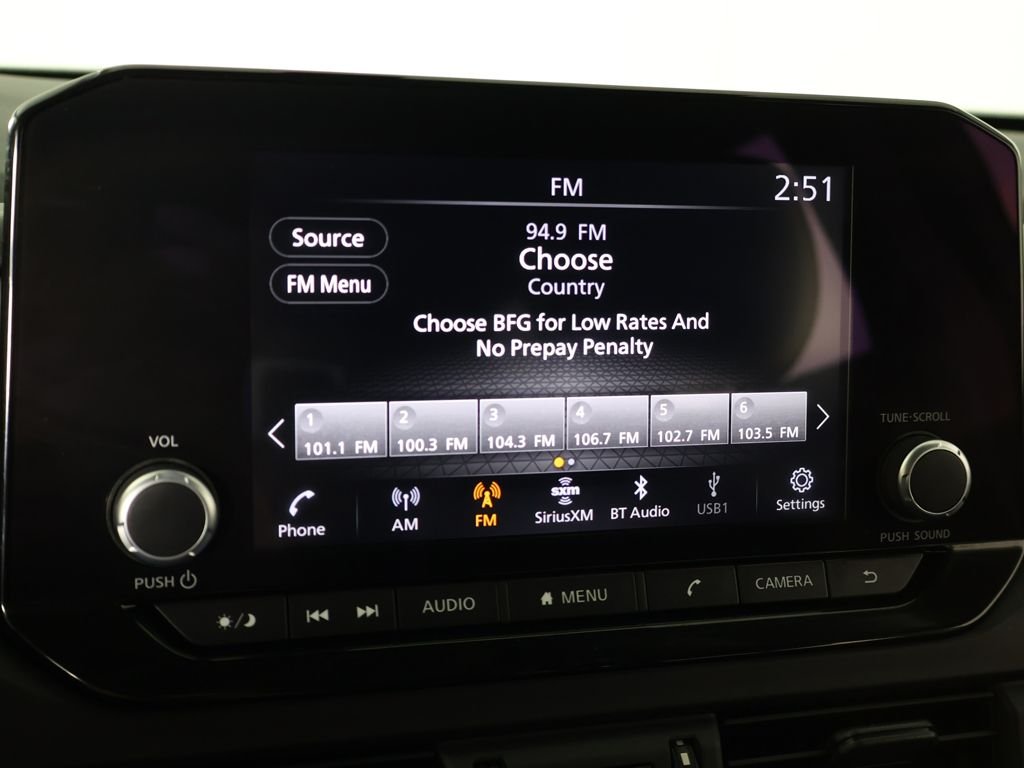 FM
2:51
Source
94.9 FM
Choose
FM Menu
Country
Choose BFG for Low Rates And
No Prepay Penalty
1
101.1 FM
2
100.3 FM
3
104.3 FM
4
106.7 FM
5
102.7 FM
6
103.5 FM
VOL
TUNE·SCROLL
Phone
AM
FM
sxm
SiriusXM
BT Audio
USB1
Settings
PUSH
PUSH SOUND
AUDIO
MENU
CAMERA